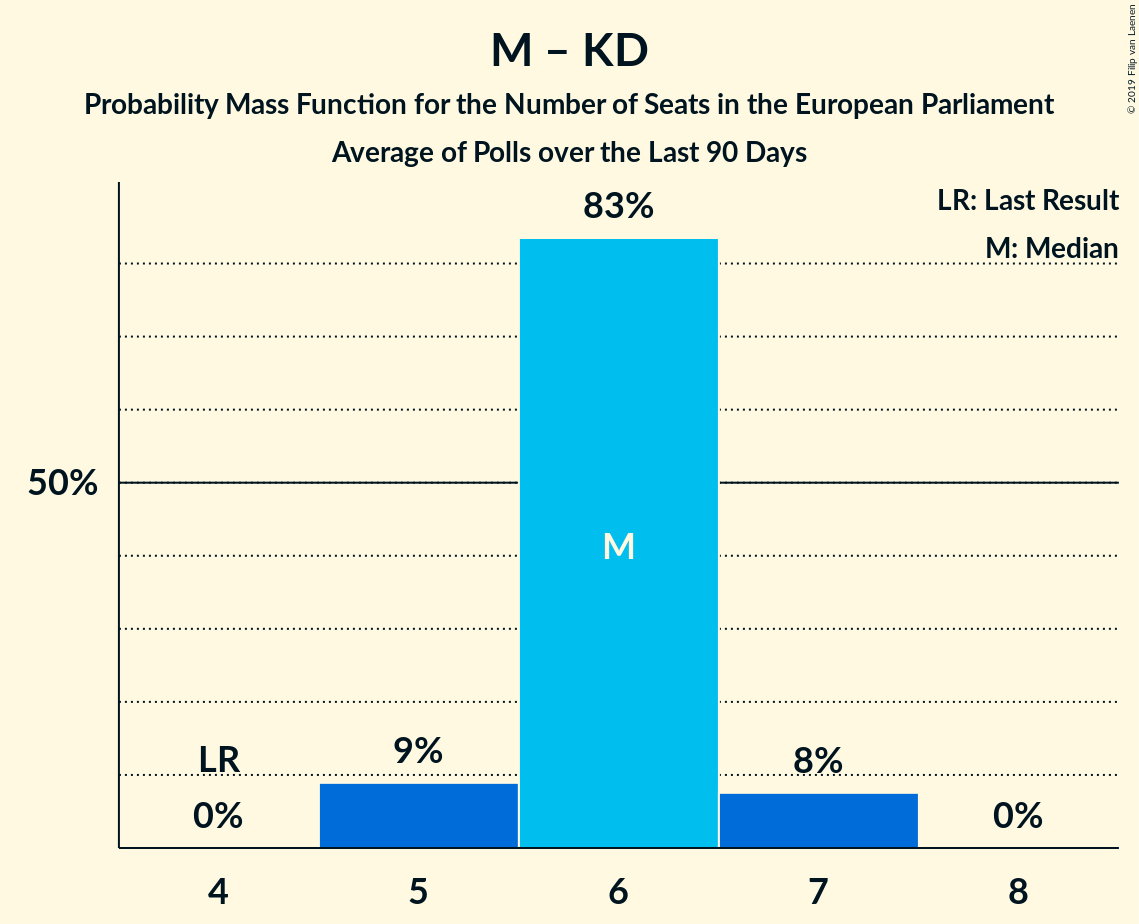 M – KD
Probability Mass Function for the Number of Seats in the European Parliament
Average of Polls over the Last 90 Days
© 2019 Filip van Laenen
LR: Last Result
M: Median
83%
50%
M
LR
9%
8%
0%
0%
4 5 6 7 8